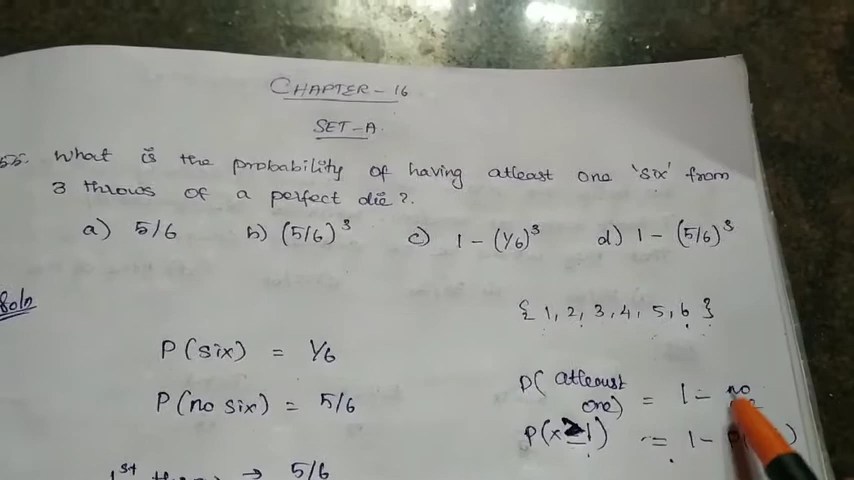 CHAPTER - 16
SET-A
55. What is the probability of having atleast one 'six' from
3 throws of a perfect die?
a) 5/6 b) (5/6)³ c) 1 - (1/6)³ d) 1 - (5/6)³
Soln
{ 1, 2, 3, 4, 5, 6 }
P(six) = 1/6
P(no six) = 5/6
P( atleast one) = 1 - no
P(x ≥ 1) = 1 -
1st → 5/6